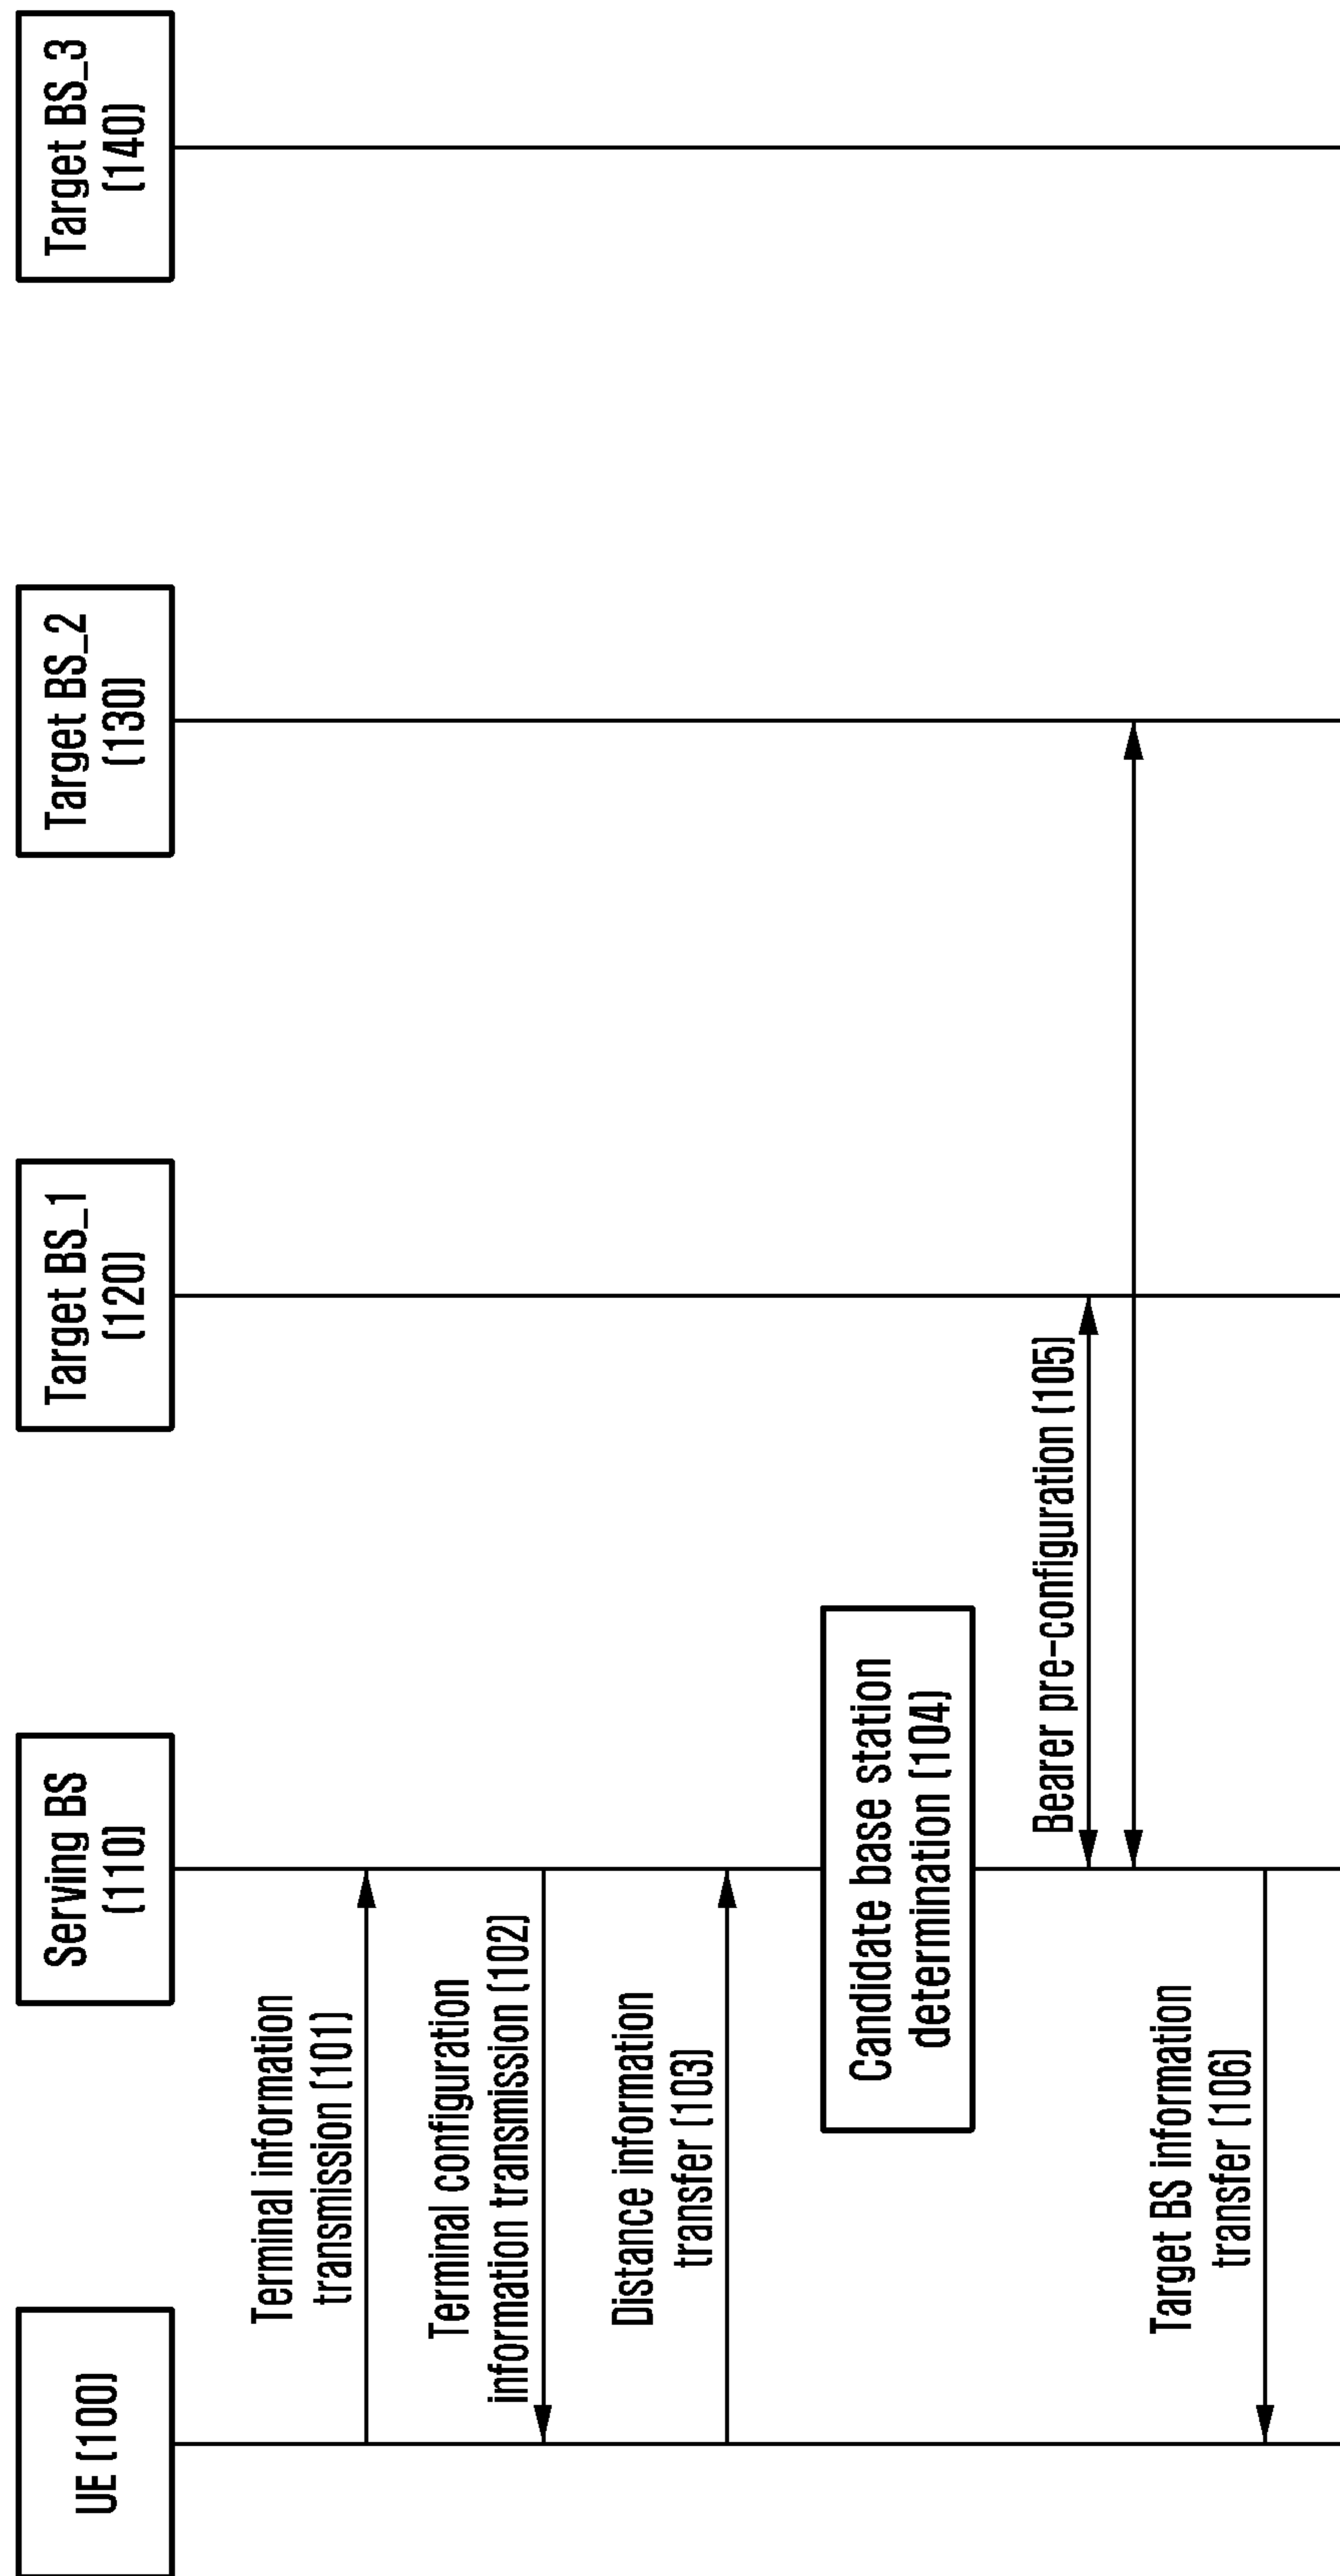 UE (100)
Serving BS
(110)
Target BS_1
(120)
Target BS_2
(130)
Target BS_3
(140)
Terminal information
transmission (101)
Terminal configuration
information transmission (102)
Distance information
transfer (103)
Candidate base station
determination (104)
Bearer pre-configuration (105)
Target BS information
transfer (106)